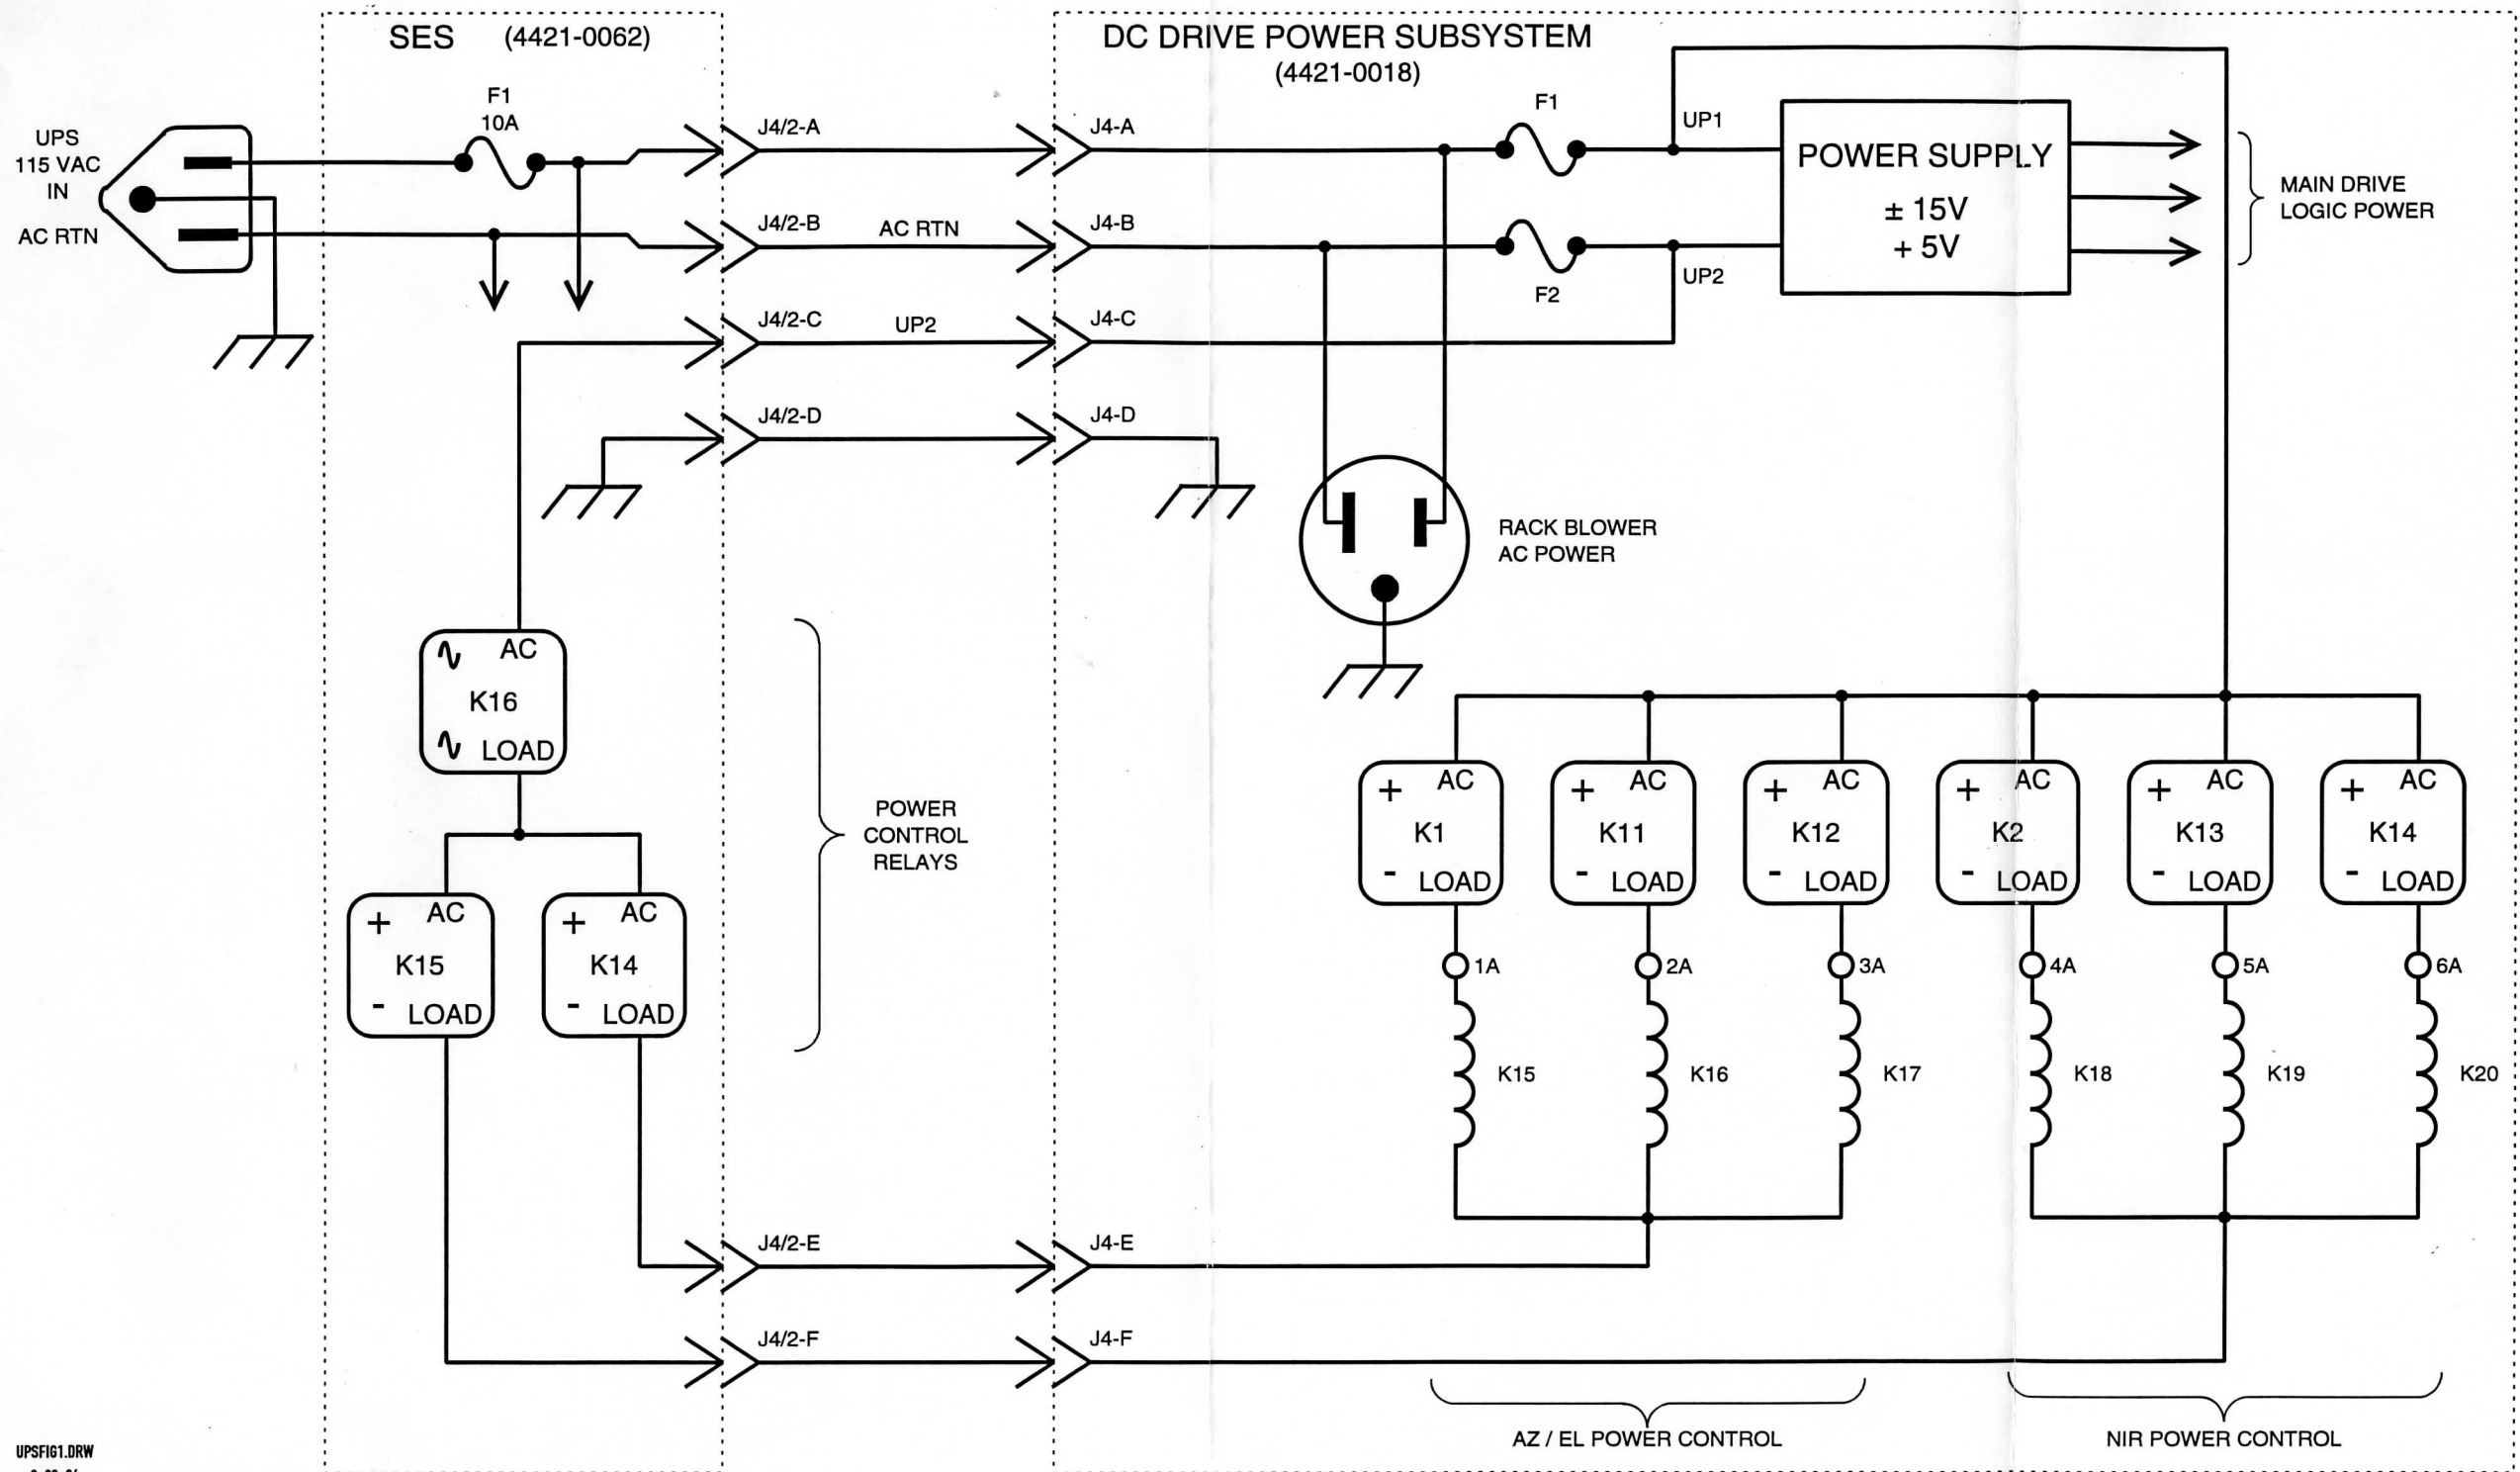 SES (4421-0062)
DC DRIVE POWER SUBSYSTEM
(4421-0018)
UPS
115 VAC
IN
AC RTN
F1
10A
J4/2-A
J4/2-B
J4/2-C
J4/2-D
AC RTN
UP2
J4-A
J4-B
J4-C
J4-D
F1
F2
UP1
UP2
POWER SUPPLY
± 15V
+ 5V
MAIN DRIVE
LOGIC POWER
RACK BLOWER
AC POWER
AC
K16
LOAD
+ AC
K15
- LOAD
+ AC
K14
- LOAD
POWER
CONTROL
RELAYS
+ AC
K1
- LOAD
+ AC
K11
- LOAD
+ AC
K12
- LOAD
+ AC
K2
- LOAD
+ AC
K13
- LOAD
+ AC
K14
- LOAD
1A
2A
3A
4A
5A
6A
K15
K16
K17
K18
K19
K20
J4/2-E
J4-E
J4/2-F
J4-F
AZ / EL POWER CONTROL
NIR POWER CONTROL
UPSFIG1.DRW